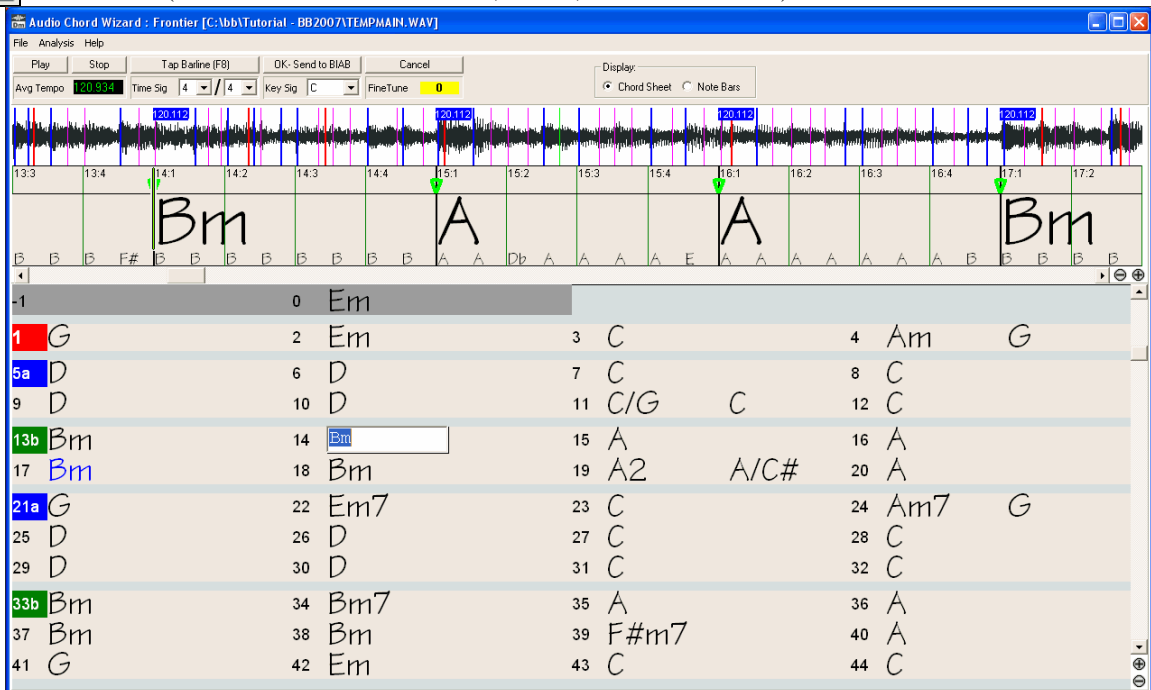 Audio Chord Wizard : Frontier [C:\bb\Tutorial - BB2007\TEMPMAIN.WAV]
File Analysis Help
Play Stop Tap Barline (F8) OK- Send to BIAB Cancel
Display:
Avg Tempo 120.934 Time Sig 4 / 4 Key Sig C FineTune 0 Chord Sheet Note Bars
120.112 120.112 120.112 120.112
13:3 13:4 14:1 14:2 14:3 14:4 15:1 15:2 15:3 15:4 16:1 16:2 16:3 16:4 17:1 17:2
Bm A A Bm
B B B F# B B B B B B B B A A Db A A A A E A A A A A A A B B B B B
-1 0 Em
1 G 2 Em 3 C 4 Am G
5a D 6 D 7 C 8 C
9 D 10 D 11 C/G C 12 C
13b Bm 14 Bm 15 A 16 A
17 Bm 18 Bm 19 A2 A/C# 20 A
21a G 22 Em7 23 C 24 Am7 G
25 D 26 D 27 C 28 C
29 D 30 D 31 C 32 C
33b Bm 34 Bm7 35 A 36 A
37 Bm 38 Bm 39 F#m7 40 A
41 G 42 Em 43 C 44 C